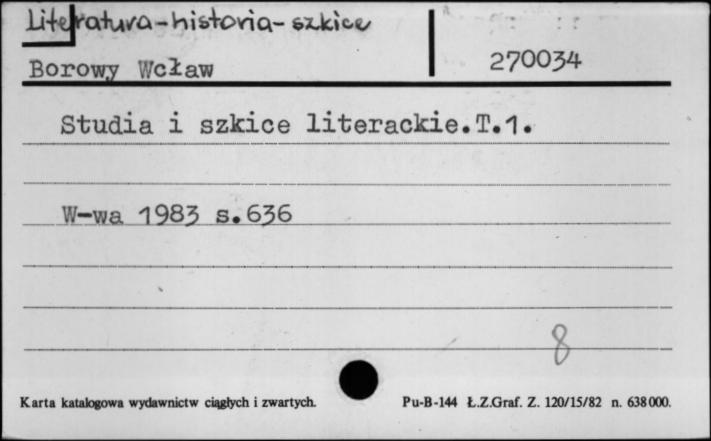 Literatura-historia-szkice
Borowy Wcław 270034
Studia i szkice literackie.T.1.
W-wa 1983 s.636
8
Karta katalogowa wydawnictw ciągłych i zwartych. Pu-B-144 Ł.Z.Graf. Z. 120/15/82 n. 638000.